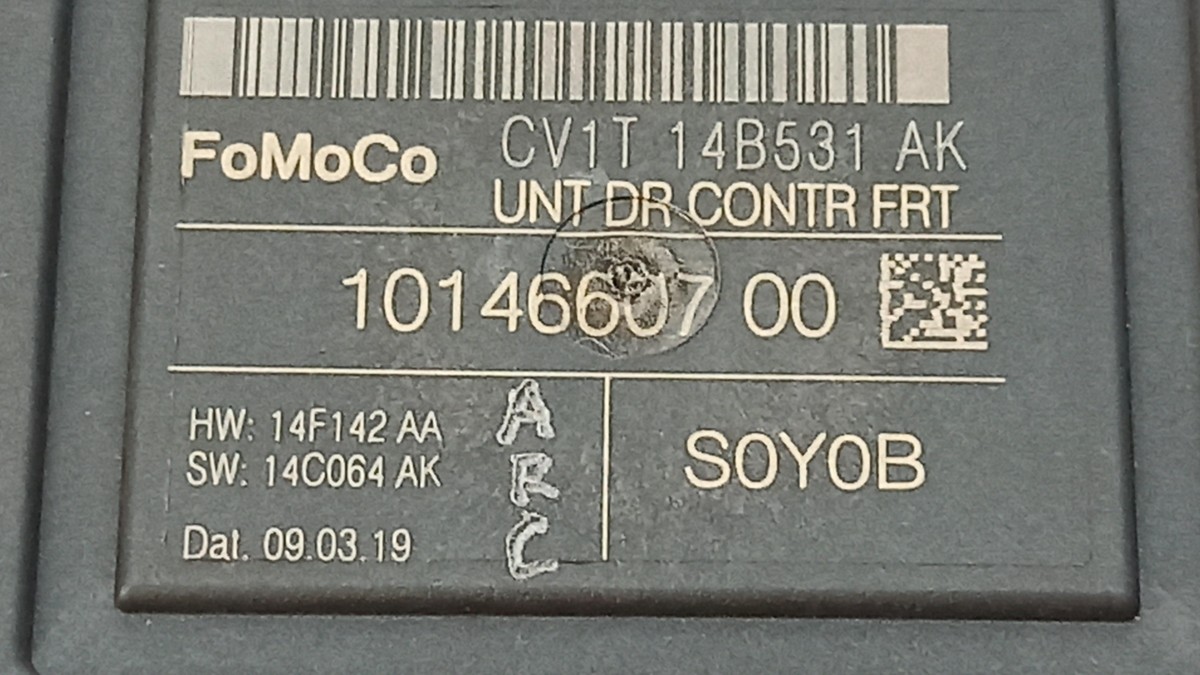 FoMoCo CV1T 14B531 AK
UNT DR CONTR FRT
10146607 00
HW: 14F142 AA
SW: 14C064 AK
Dat. 09.03.19
A
R
C
S0Y0B